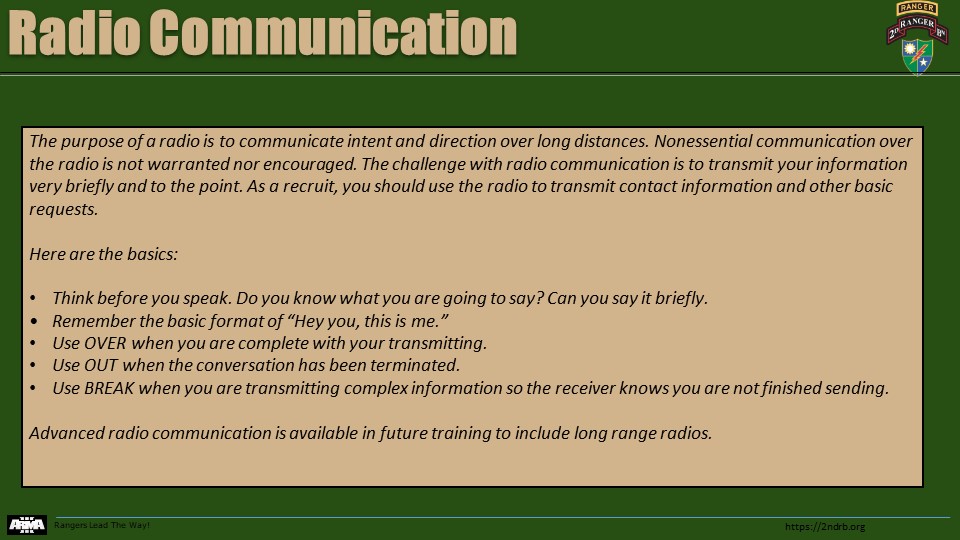 Radio Communication
RANGER
2D RANGER BN
The purpose of a radio is to communicate intent and direction over long distances. Nonessential communication over
the radio is not warranted nor encouraged. The challenge with radio communication is to transmit your information
very briefly and to the point. As a recruit, you should use the radio to transmit contact information and other basic
requests.
Here are the basics:
• Think before you speak. Do you know what you are going to say? Can you say it briefly.
• Remember the basic format of “Hey you, this is me.”
• Use OVER when you are complete with your transmitting.
• Use OUT when the conversation has been terminated.
• Use BREAK when you are transmitting complex information so the receiver knows you are not finished sending.
Advanced radio communication is available in future training to include long range radios.
ARMA III
Rangers Lead The Way!
https://2ndrb.org